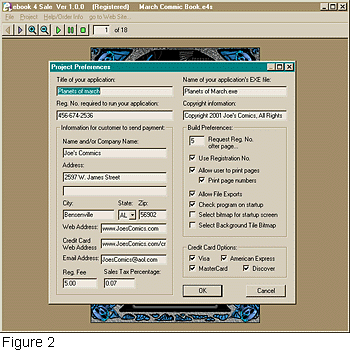 ebook 4 Sale Ver 1.0.0 (Registered) March Commic Book.e4s
File Project Help/Order Info go to Web Site...
1 of 18
Project Preferences
Title of your application: Name of your application's EXE file:
Planets of march Planets of March.exe
Reg. No. required to run your application: Copyright information:
456-674-2536 Copyright 2001 Joe's Comics, All Rights
Information for customer to send payment: Build Preferences:
Name and/or Company Name: 5 Request Reg. No. after page...
Joe's Commics Use Registration No.
Address: Allow user to print pages
2597 W. James Street Print page numbers
Allow File Exports
City: State: Zip: Check program on startup
Bensenville AL 56902 Select bitmap for startup screen
Web Address: www.JoesComics.com Select Background Tile Bitmap
Credit Card Web Address www.JoesComics.com/cr Credit Card Options:
Email Address JoesComics@aol.com Visa American Express
Reg. Fee Sales Tax Percentage: MasterCard Discover
5.00 0.07
OK Cancel
Figure 2